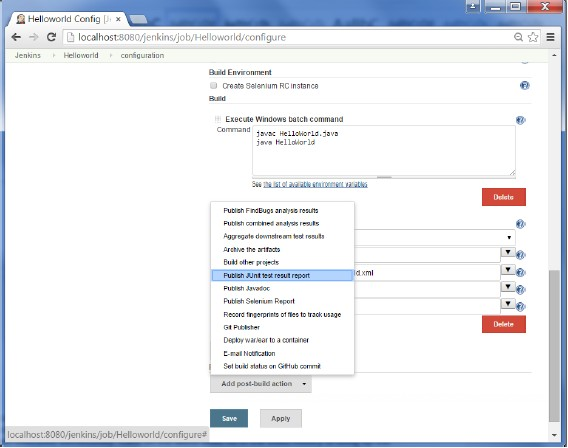 Helloworld Config [J
localhost:8080/jenkins/job/Helloworld/configure
Jenkins
Helloworld
configuration
Build Environment
Create Selenium RC instance
Build
Execute Windows batch command
Command
javac HelloWorld.java
java HelloWorld
See the list of available environment variables
Delete
Publish FindBugs analysis results
Publish combined analysis results
Aggregate downstream test results
Archive the artifacts
Build other projects
Publish JUnit test result report
ld.xml
Publish Javadoc
Publish Selenium Report
Record fingerprints of files to track usage
Git Publisher
Delete
Deploy war/ear to a container
E-mail Notification
Set build status on GitHub commit
Add post-build action
Save
Apply
localhost:8080/jenkins/job/Helloworld/configure#